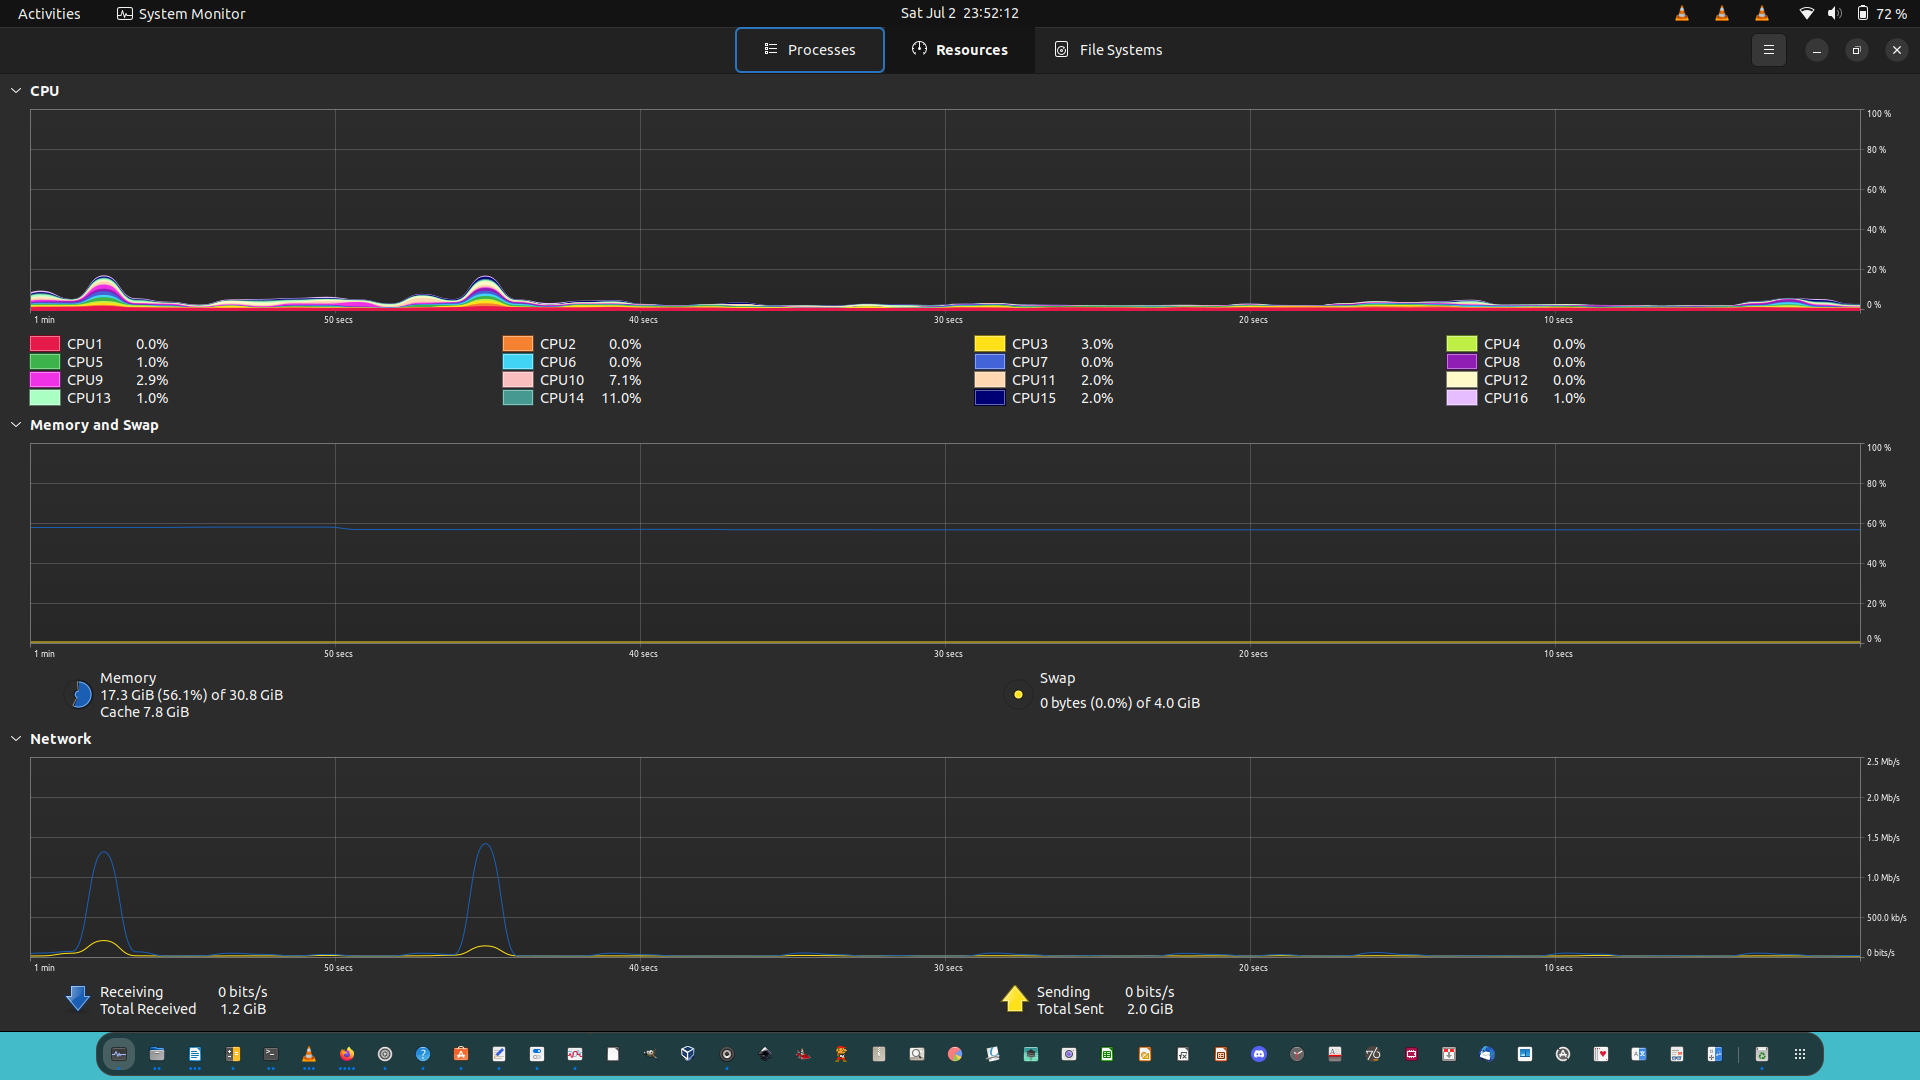 Activities System Monitor Sat Jul 2 23:52:12 72 %
Processes Resources File Systems
CPU
100 %
80 %
60 %
40 %
20 %
0 %
1 min 50 secs 40 secs 30 secs 20 secs 10 secs
CPU1 0.0% CPU2 0.0% CPU3 3.0% CPU4 0.0%
CPU5 1.0% CPU6 0.0% CPU7 0.0% CPU8 0.0%
CPU9 2.9% CPU10 7.1% CPU11 2.0% CPU12 0.0%
CPU13 1.0% CPU14 11.0% CPU15 2.0% CPU16 1.0%
Memory and Swap
100 %
80 %
60 %
40 %
20 %
0 %
1 min 50 secs 40 secs 30 secs 20 secs 10 secs
Memory
17.3 GiB (56.1%) of 30.8 GiB
Cache 7.8 GiB
Swap
0 bytes (0.0%) of 4.0 GiB
Network
2.5 Mb/s
2.0 Mb/s
1.5 Mb/s
1.0 Mb/s
500.0 kb/s
0 bits/s
1 min 50 secs 40 secs 30 secs 20 secs 10 secs
Receiving 0 bits/s
Total Received 1.2 GiB
Sending 0 bits/s
Total Sent 2.0 GiB